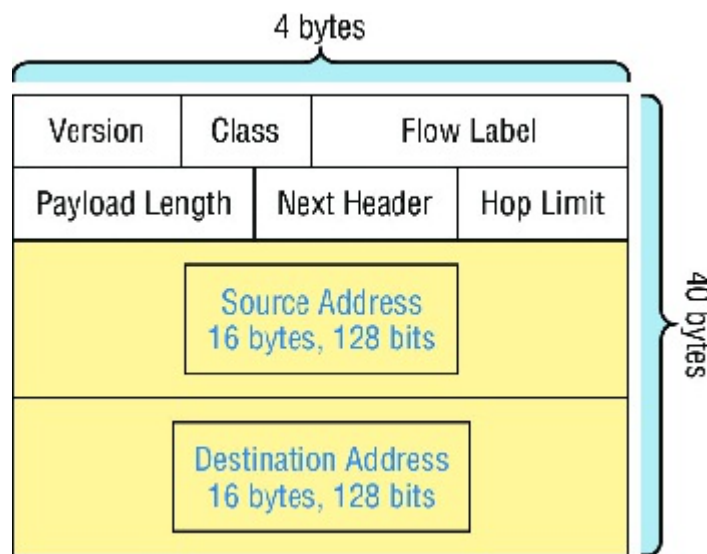 4 bytes
Version Class Flow Label
Payload Length Next Header Hop Limit
40 bytes
Source Address
16 bytes, 128 bits
Destination Address
16 bytes, 128 bits